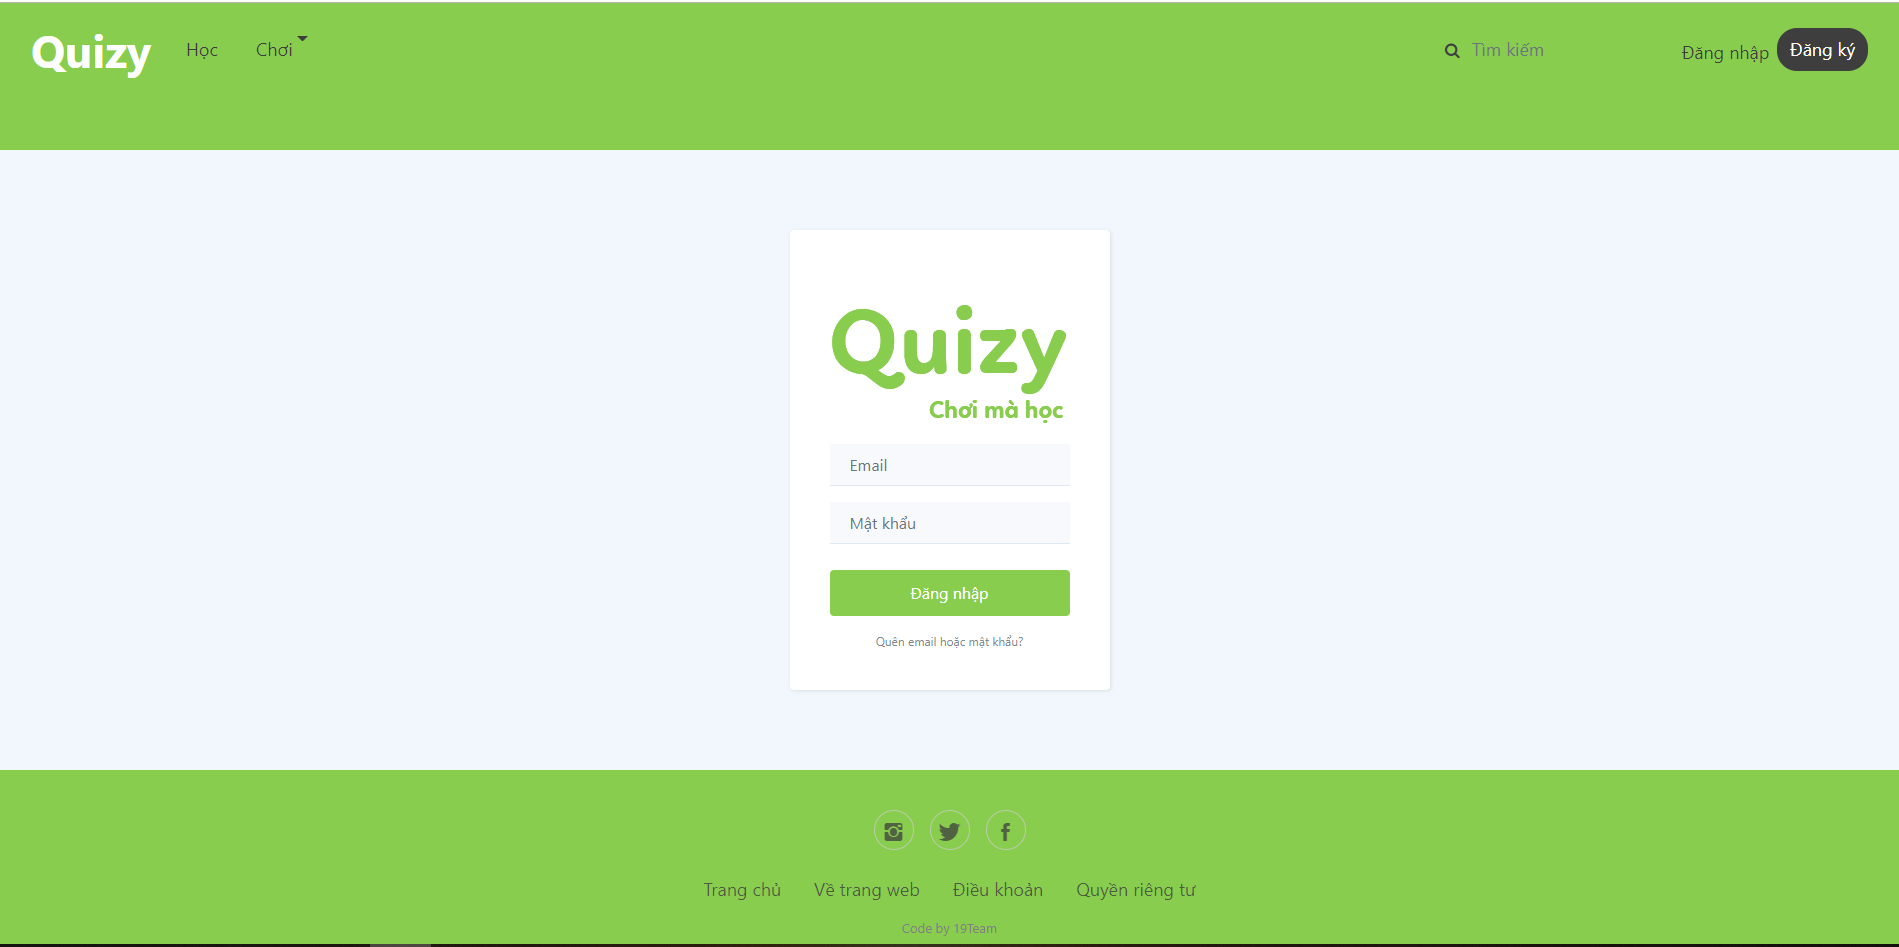 Quizy Học Chơi Tìm kiếm Đăng nhập Đăng ký
Quizy
Chơi mà học
Email
Mật khẩu
Đăng nhập
Quên email hoặc mật khẩu?
Trang chủ Về trang web Điều khoản Quyền riêng tư
Code by 19Team